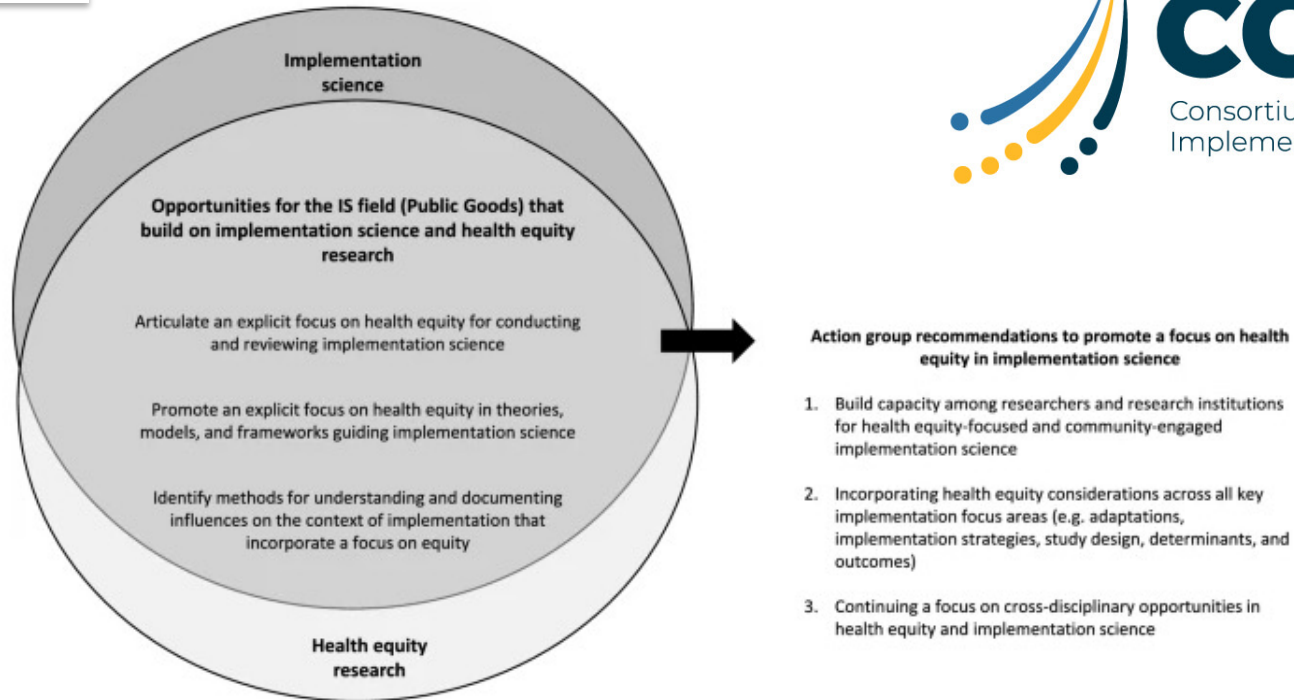 Implementation
science
Opportunities for the IS field (Public Goods) that
build on implementation science and health equity
research
Articulate an explicit focus on health equity for conducting
and reviewing implementation science
Promote an explicit focus on health equity in theories,
models, and frameworks guiding implementation science
Identify methods for understanding and documenting
influences on the context of implementation that
incorporate a focus on equity
Health equity
research
Action group recommendations to promote a focus on health
equity in implementation science
1. Build capacity among researchers and research institutions
for health equity-focused and community-engaged
implementation science
2. Incorporating health equity considerations across all key
implementation focus areas (e.g. adaptations,
implementation strategies, study design, determinants, and
outcomes)
3. Continuing a focus on cross-disciplinary opportunities in
health equity and implementation science